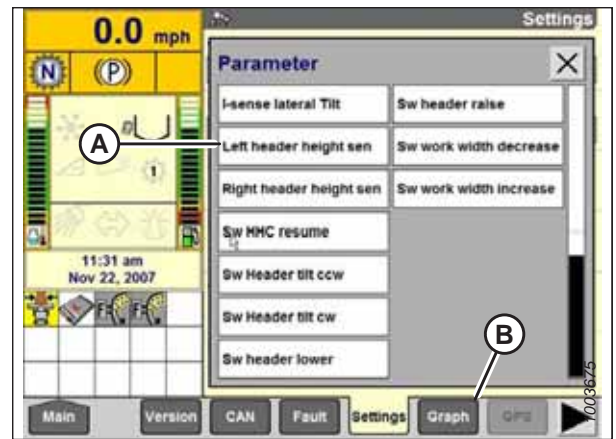 0.0 mph
Settings
N
(P)
Parameter
I-sense lateral Tilt
Sw header raise
A
Left header height sen
Sw work width decrease
1
Right header height sen
Sw work width increase
Sw HHC resume
11:31 am
Nov 22, 2007
Sw Header tilt ccw
Sw Header tilt cw
B
Sw header lower
Main
Version
CAN
Fault
Settings
Graph
GPS
1003675